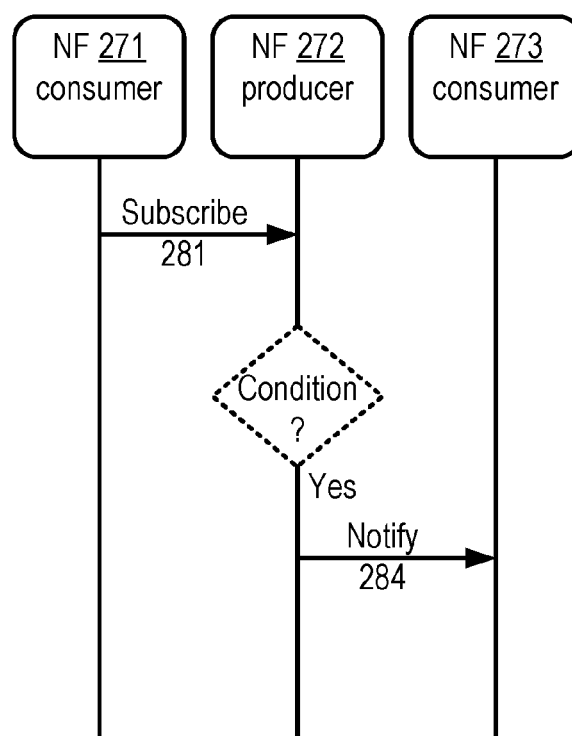 NF 271
consumer
NF 272
producer
NF 273
consumer
Subscribe
281
Condition
?
Yes
Notify
284